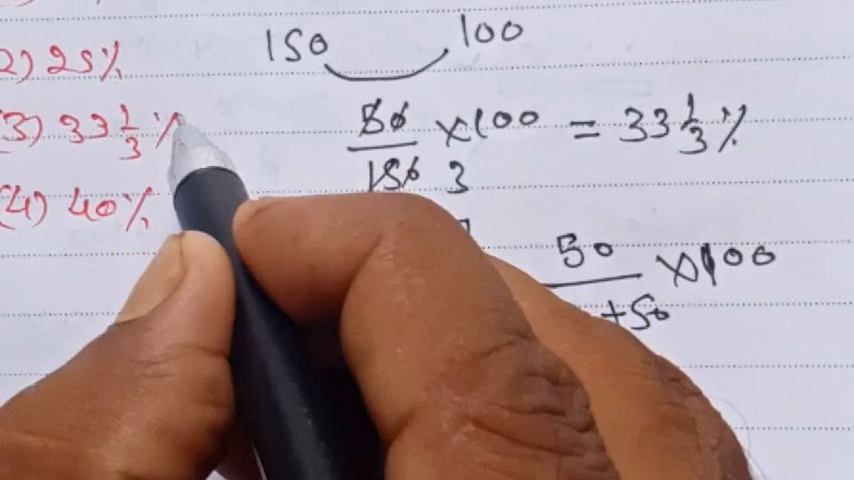 2) 25%
(3) 33 1/3 %
(4) 40%
150 100
50/150 3 ×100 = 33 1/3 %
50/+50 ×100